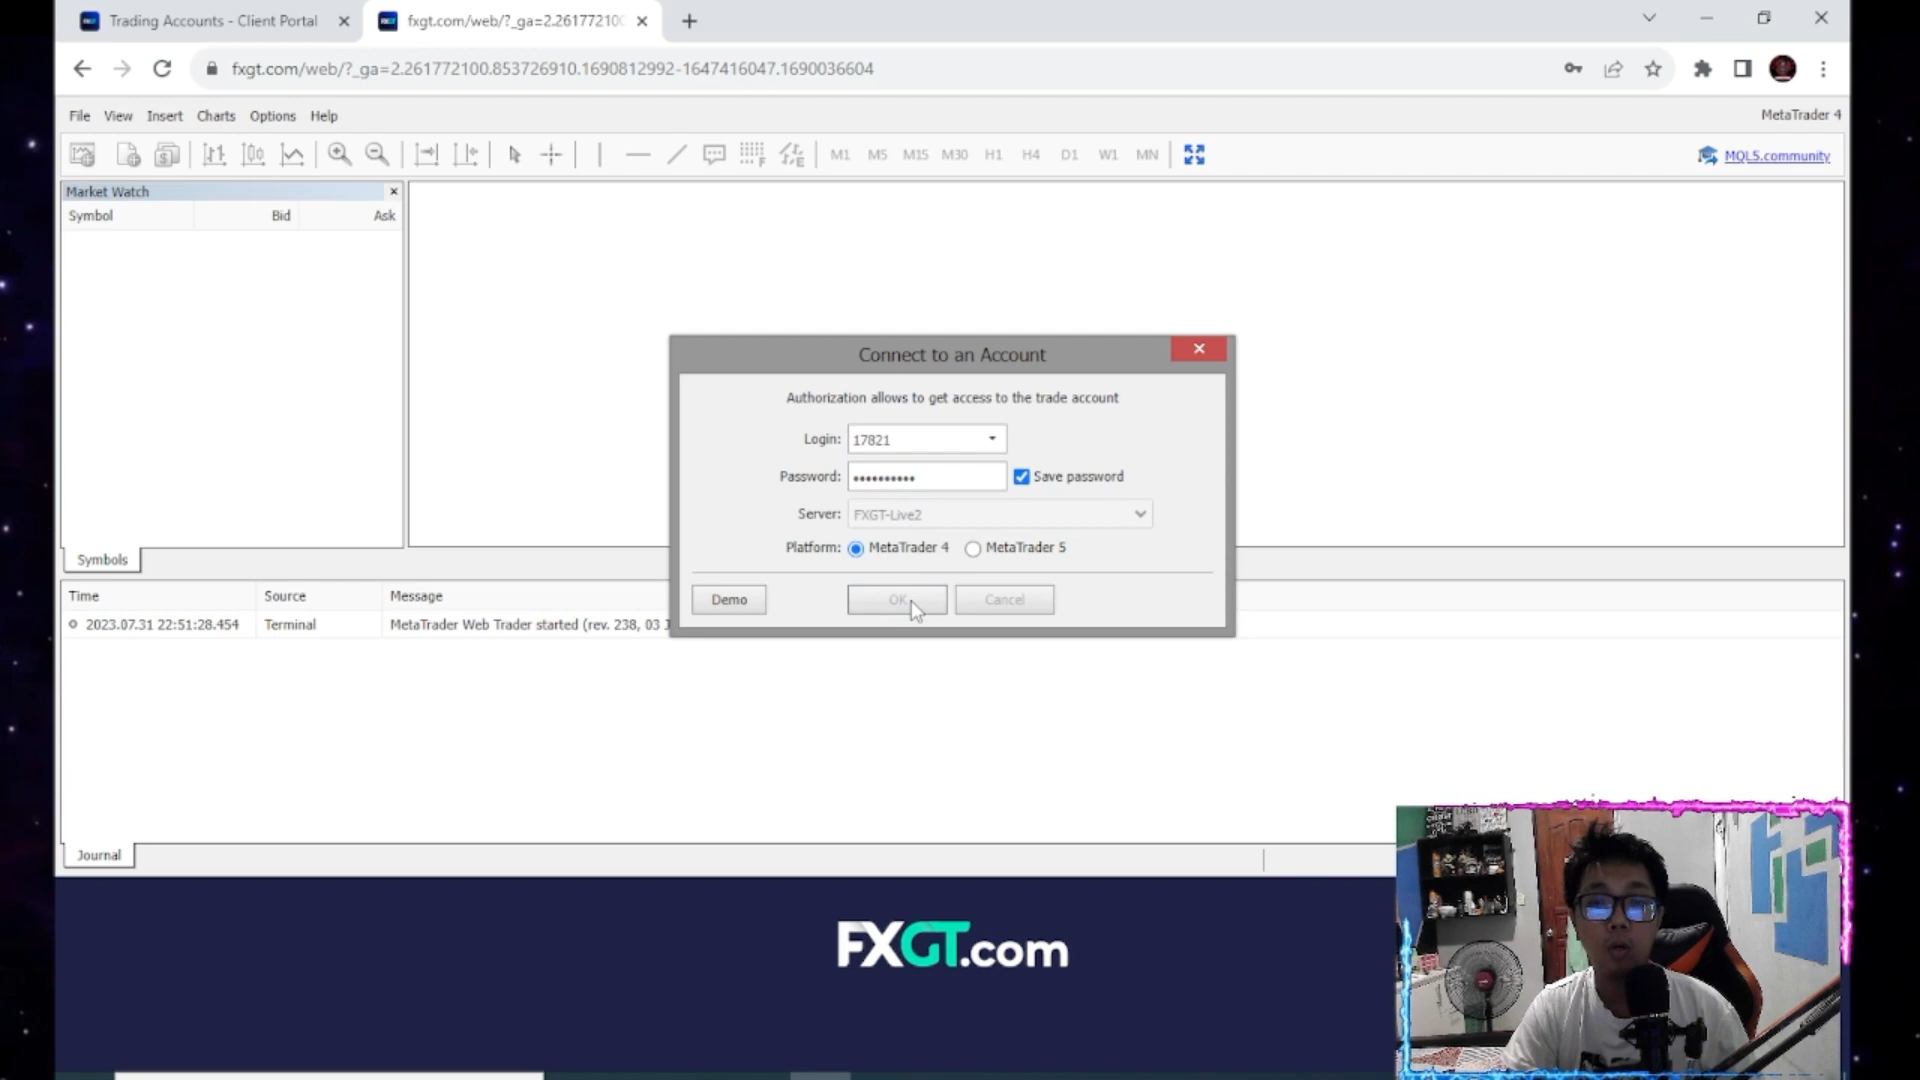 Trading Accounts - Client Portal
fxgt.com/web/?_ga=2.26177210
fxgt.com/web/?_ga=2.261772100.853726910.1690812992-1647416047.1690036604
File View Insert Charts Options Help
MetaTrader 4
M1 M5 M15 M30 H1 H4 D1 W1 MN
MQL5.community
Market Watch
Symbol Bid Ask
Connect to an Account
Authorization allows to get access to the trade account
Login: 17821
Password: ••••••••••
Save password
Server: FXGT-Live2
Platform: MetaTrader 4 MetaTrader 5
Demo OK Cancel
Symbols
Time Source Message
2023.07.31 22:51:28.454 Terminal MetaTrader Web Trader started (rev. 238, 03
Journal
FXGT.com